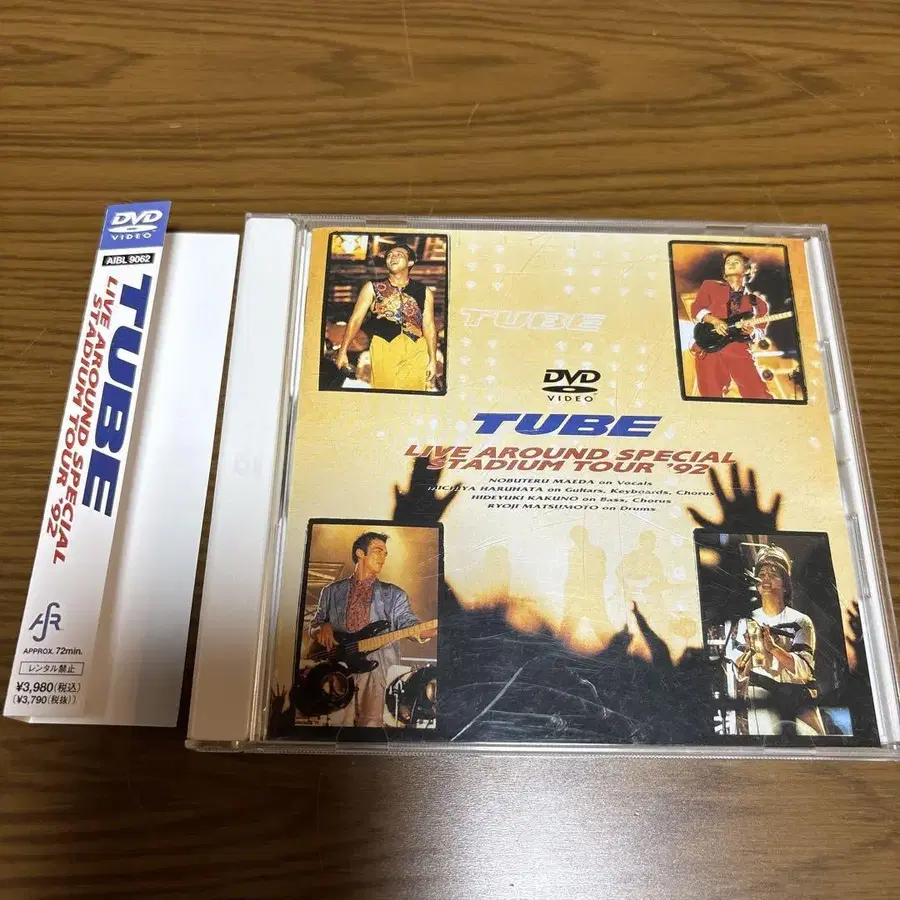 DVD
VIDEO
AIBL 9062
TUBE
LIVE AROUND SPECIAL
STADIUM TOUR '92
AJSR
APPROX. 72min.
レンタル禁止
¥3,980(税込)
(¥3,790(税抜))
TUBE
DVD
VIDEO
TUBE
LIVE AROUND SPECIAL
STADIUM TOUR '92
NOBUTERU MAEDA on Vocals
MICHIYA HARUHATA on Guitars, Keyboards, Chorus
HIDEYUKI KAKUNO on Bass, Chorus
RYOJI MATSUMOTO on Drums